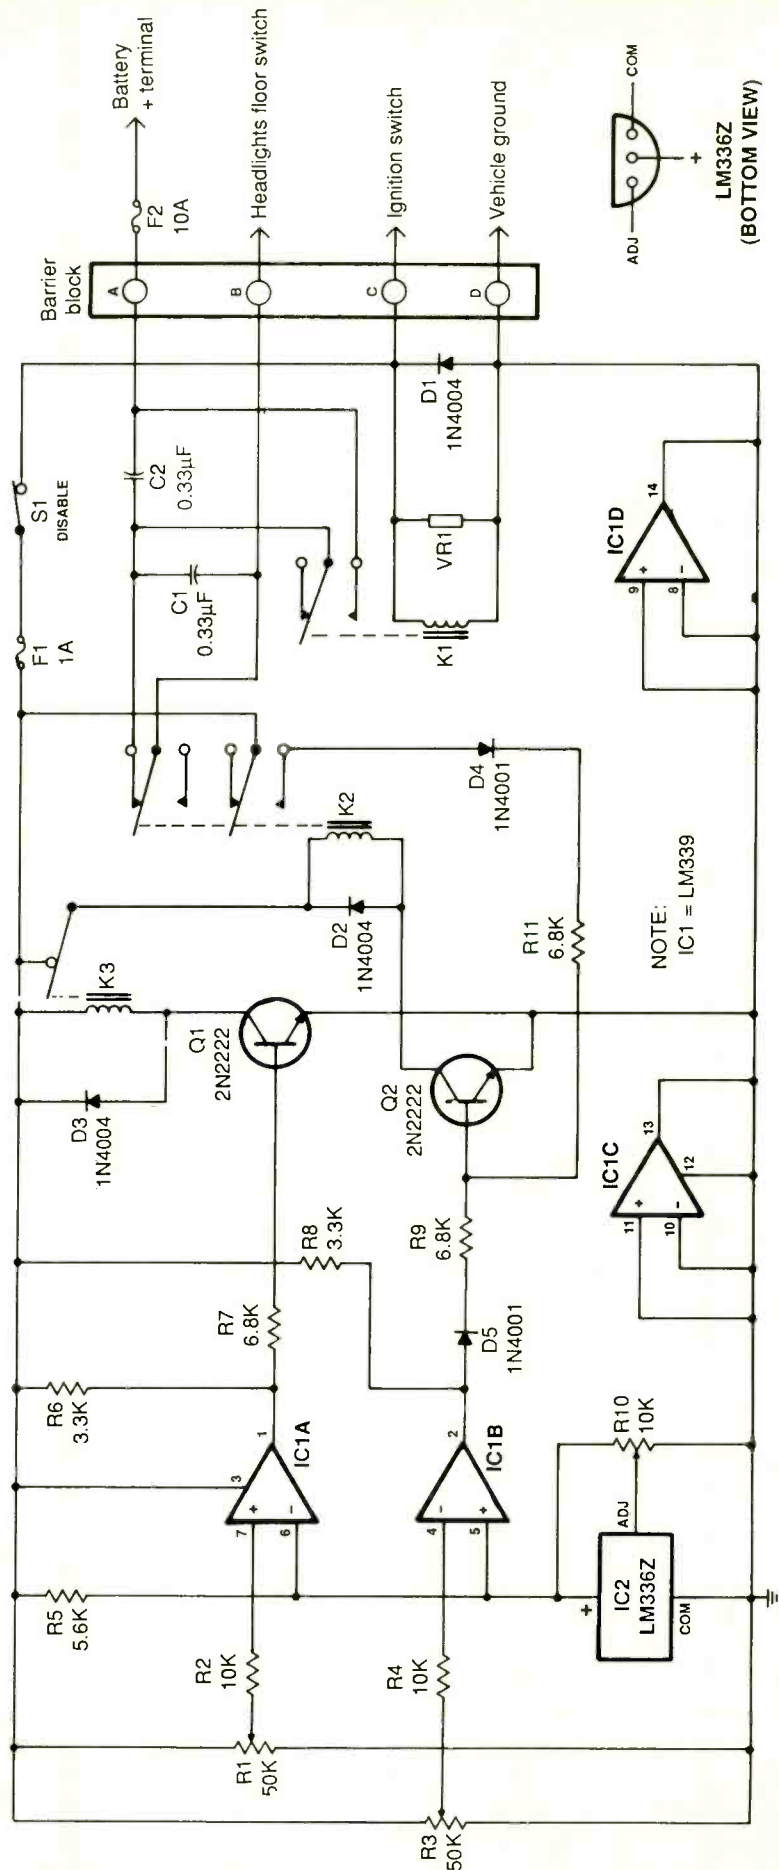 Battery
+ terminal
F2
10A
Headlights floor switch
Ignition switch
Vehicle ground
Barrier
block
A
B
C
D
COM
+
ADJ
LM336Z
(BOTTOM VIEW)
S1
DISABLE
F1
1A
C2
0.33µF
C1
0.33µF
D1
1N4004
VR1
K1
K2
D4
1N4001
D2
1N4004
K3
R11
6.8K
D3
1N4004
Q1
2N2222
Q2
2N2222
R8
3.3K
R9
6.8K
R7
6.8K
D5
1N4001
R6
3.3K
IC1A
3
7
+
6
-
1
IC1B
4
-
5
+
2
R5
5.6K
R2
10K
R4
10K
R1
50K
R3
50K
IC2
LM336Z
+
ADJ
COM
R10
10K
IC1C
11
+
10
-
12
13
IC1D
9
+
8
-
14
NOTE:
IC1 = LM339